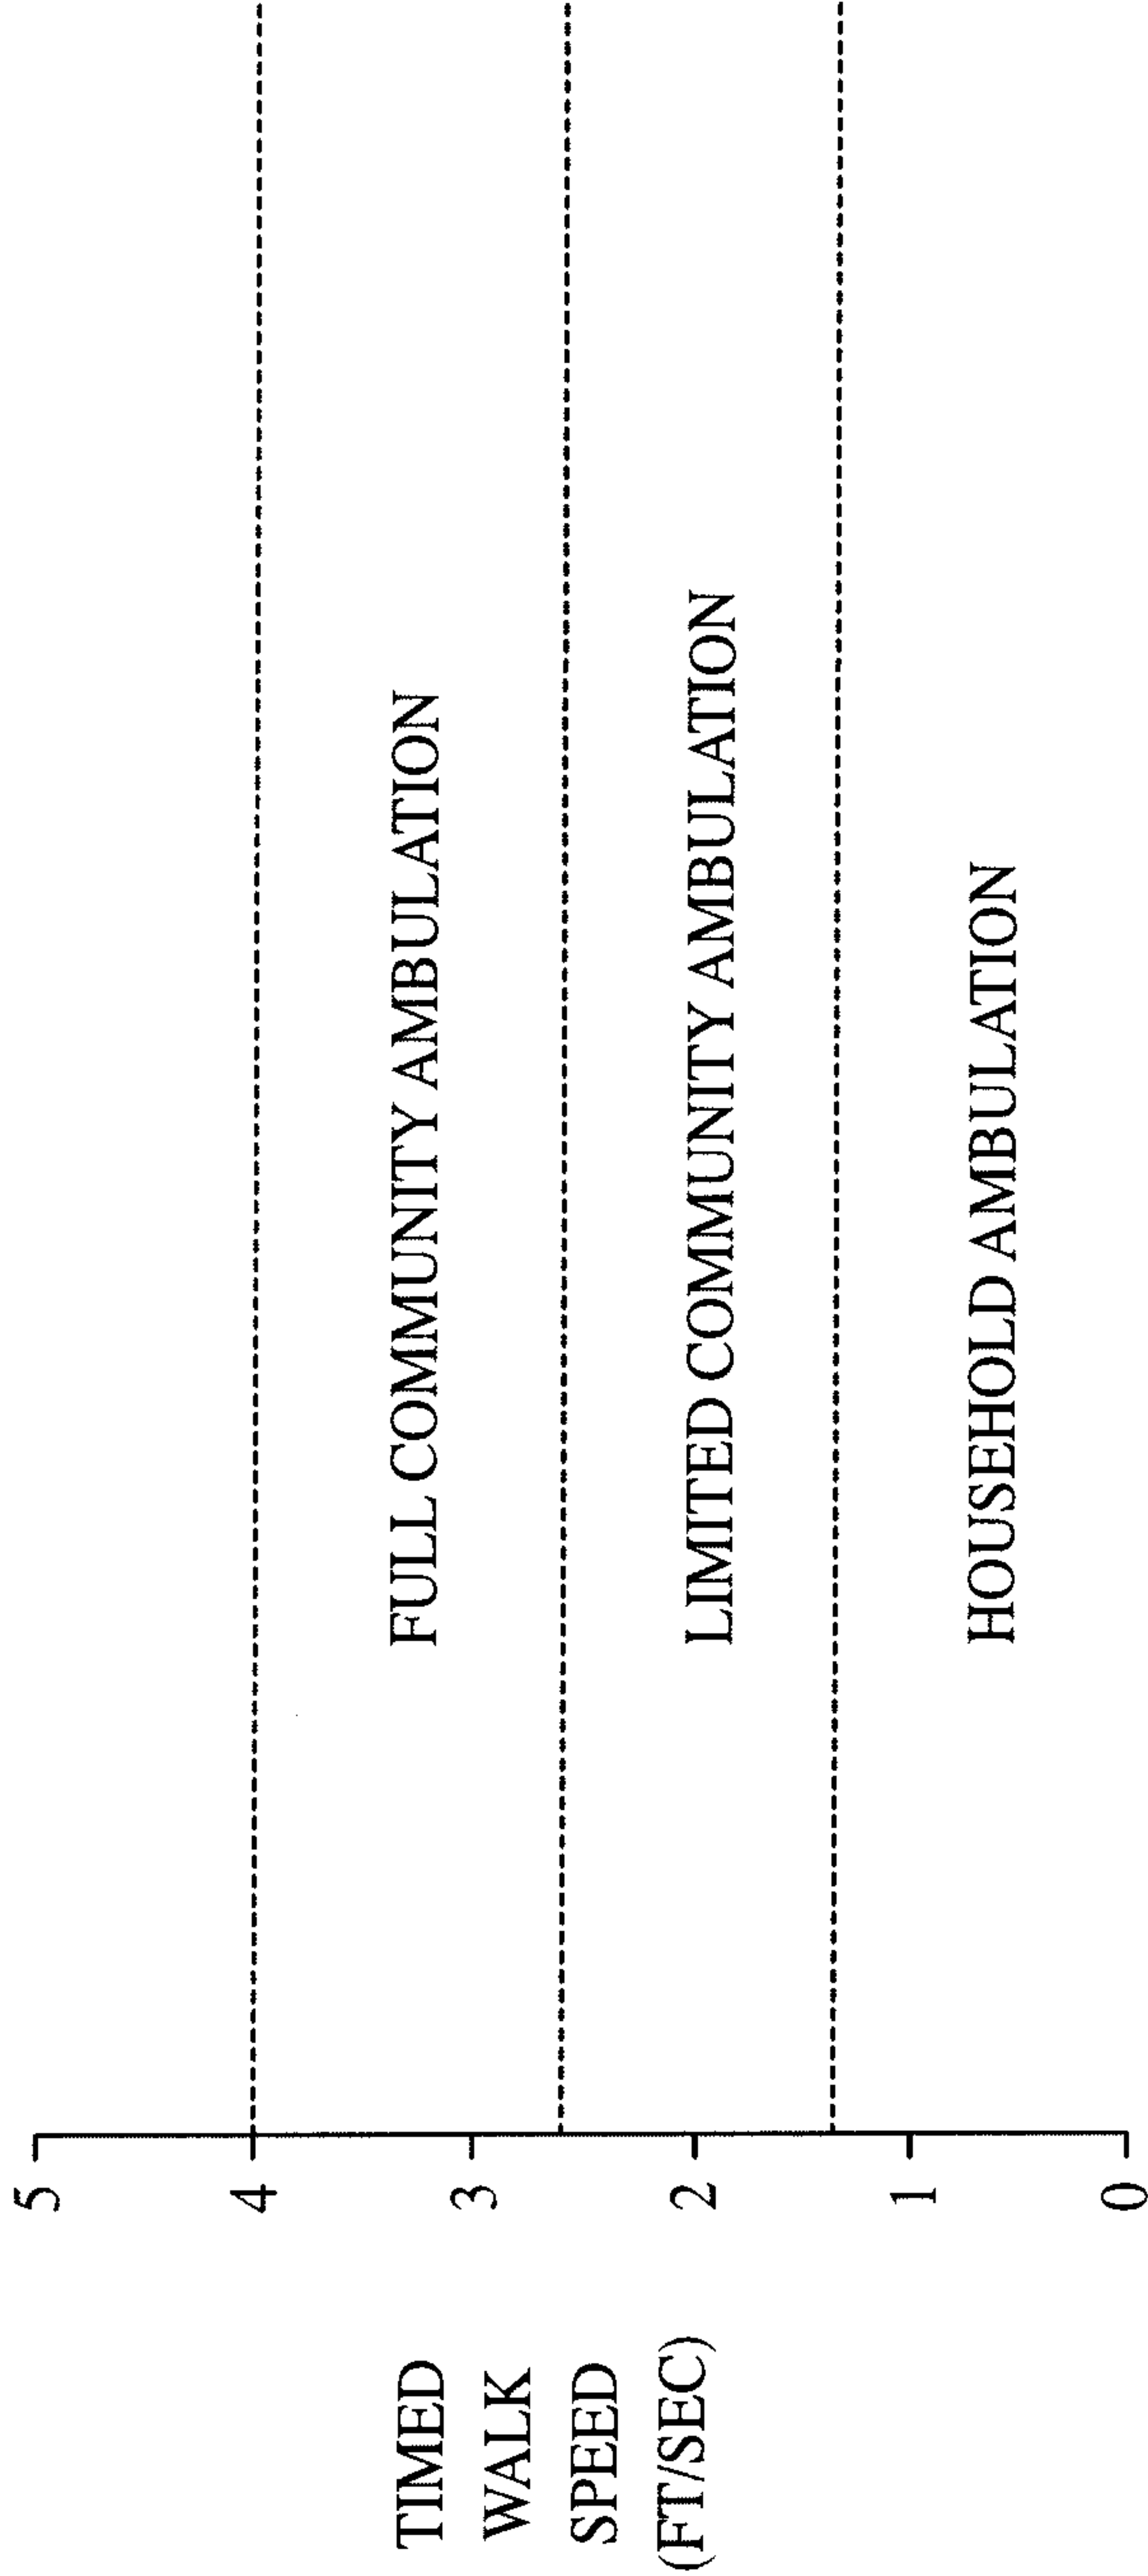 5
4
3
2
1
0
TIMED
WALK
SPEED
(FT/SEC)
FULL COMMUNITY AMBULATION
LIMITED COMMUNITY AMBULATION
HOUSEHOLD AMBULATION